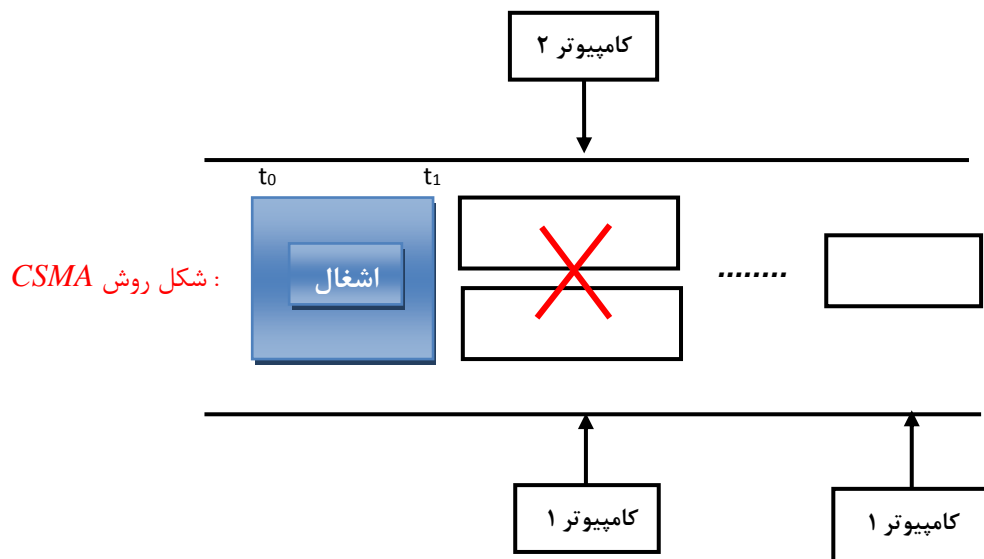 کامپیوتر ۲
t0 t1
شکل روش CSMA :
اشغال
........
کامپیوتر ۱
کامپیوتر ۱